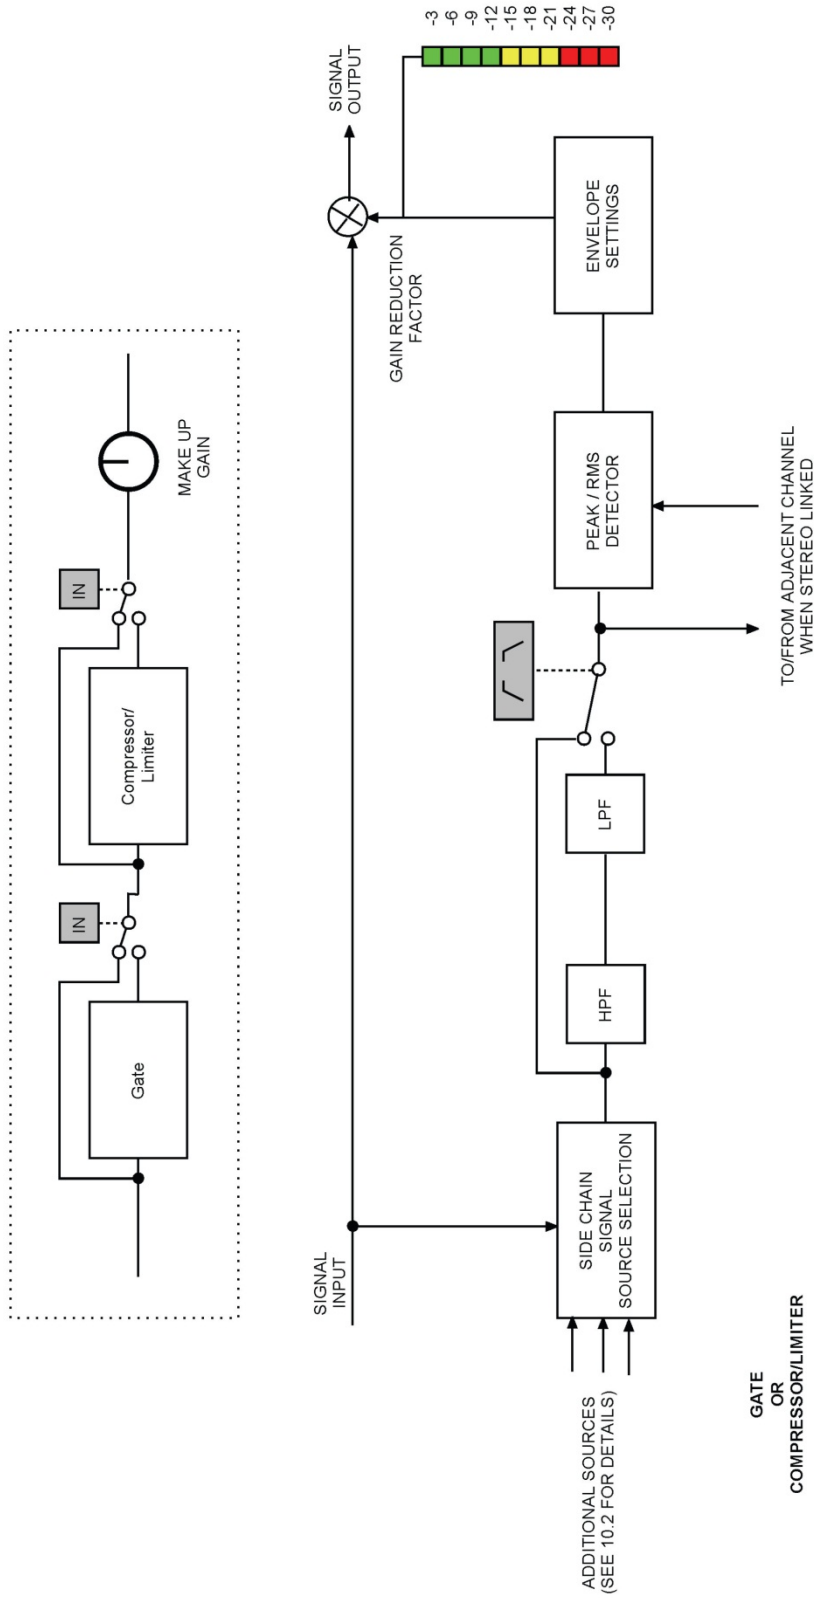 Gate
IN
Compressor/
Limiter
IN
MAKE UP
GAIN
SIGNAL
INPUT
SIGNAL
OUTPUT
GAIN REDUCTION
FACTOR
-3
-6
-9
-12
-15
-18
-21
-24
-27
-30
ADDITIONAL SOURCES
(SEE 10.2 FOR DETAILS)
SIDE CHAIN
SIGNAL
SOURCE SELECTION
HPF
LPF
PEAK / RMS
DETECTOR
ENVELOPE
SETTINGS
TO/FROM ADJACENT CHANNEL
WHEN STEREO LINKED
GATE
OR
COMPRESSOR/LIMITER